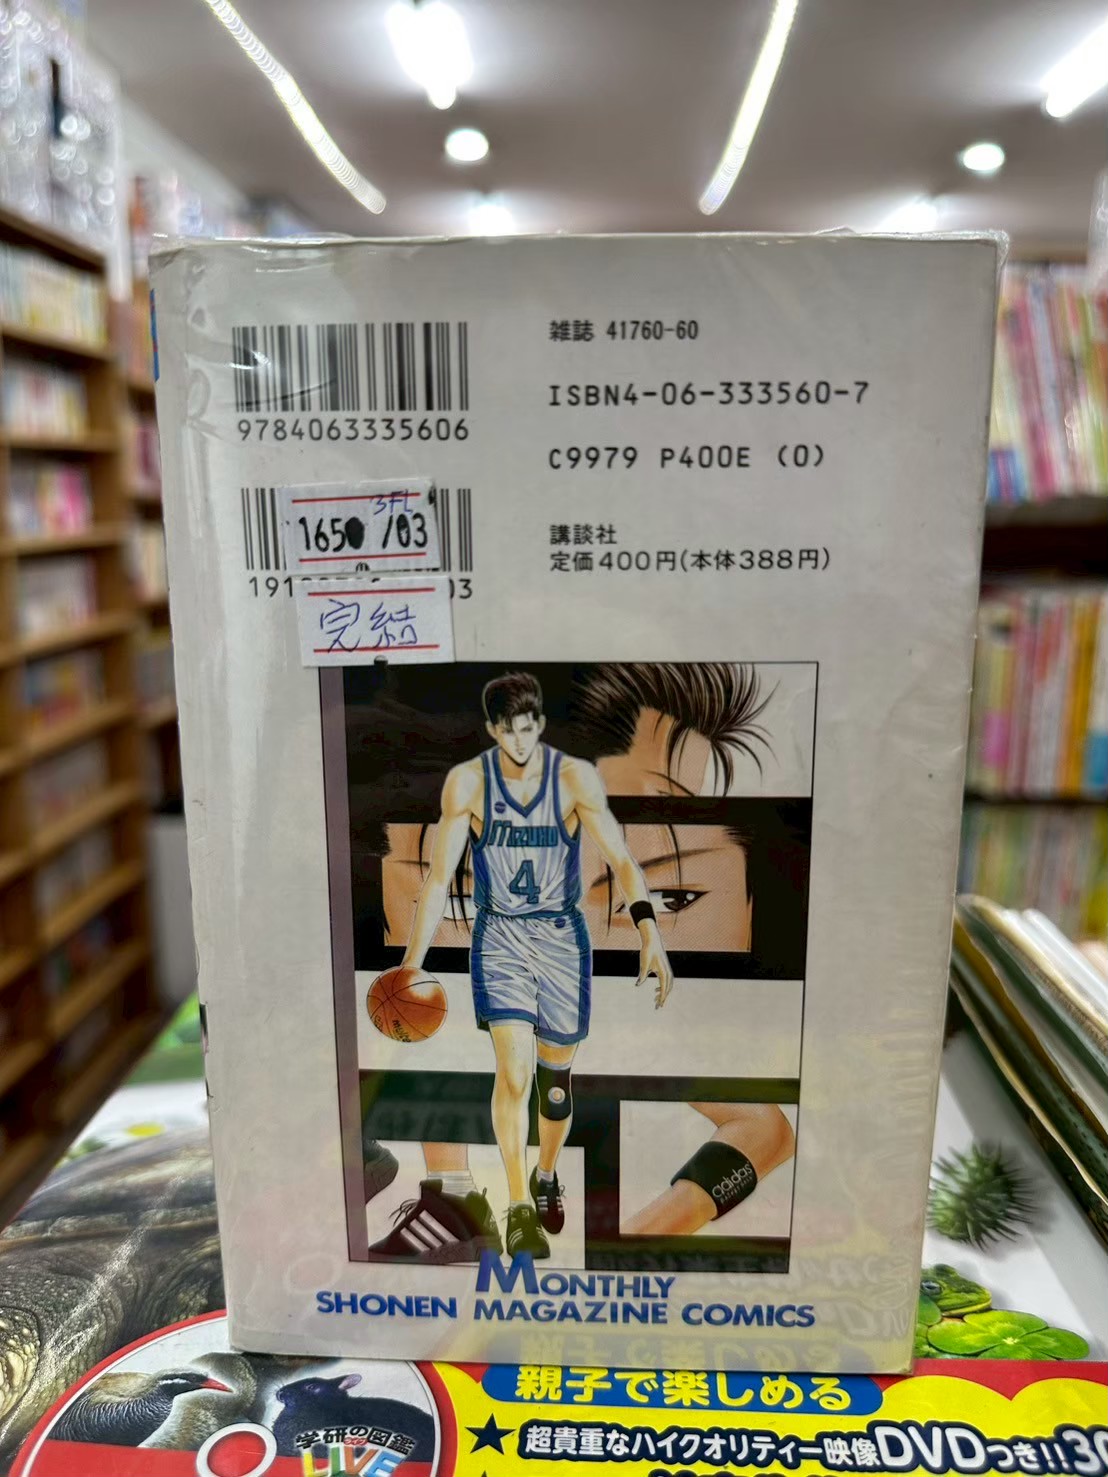 雑誌 41760-60
ISBN4-06-333560-7
9784063335606
C9979 P400E (0)
3FL
1650 /03
講談社
定価400円(本体388円)
191
03
完結
MIZUHO
4
adidas
MONTHLY
SHONEN MAGAZINE COMICS
親子で楽しめる
超貴重なハイクオリティー映像DVDつき!!30
学研の図鑑
LIVE